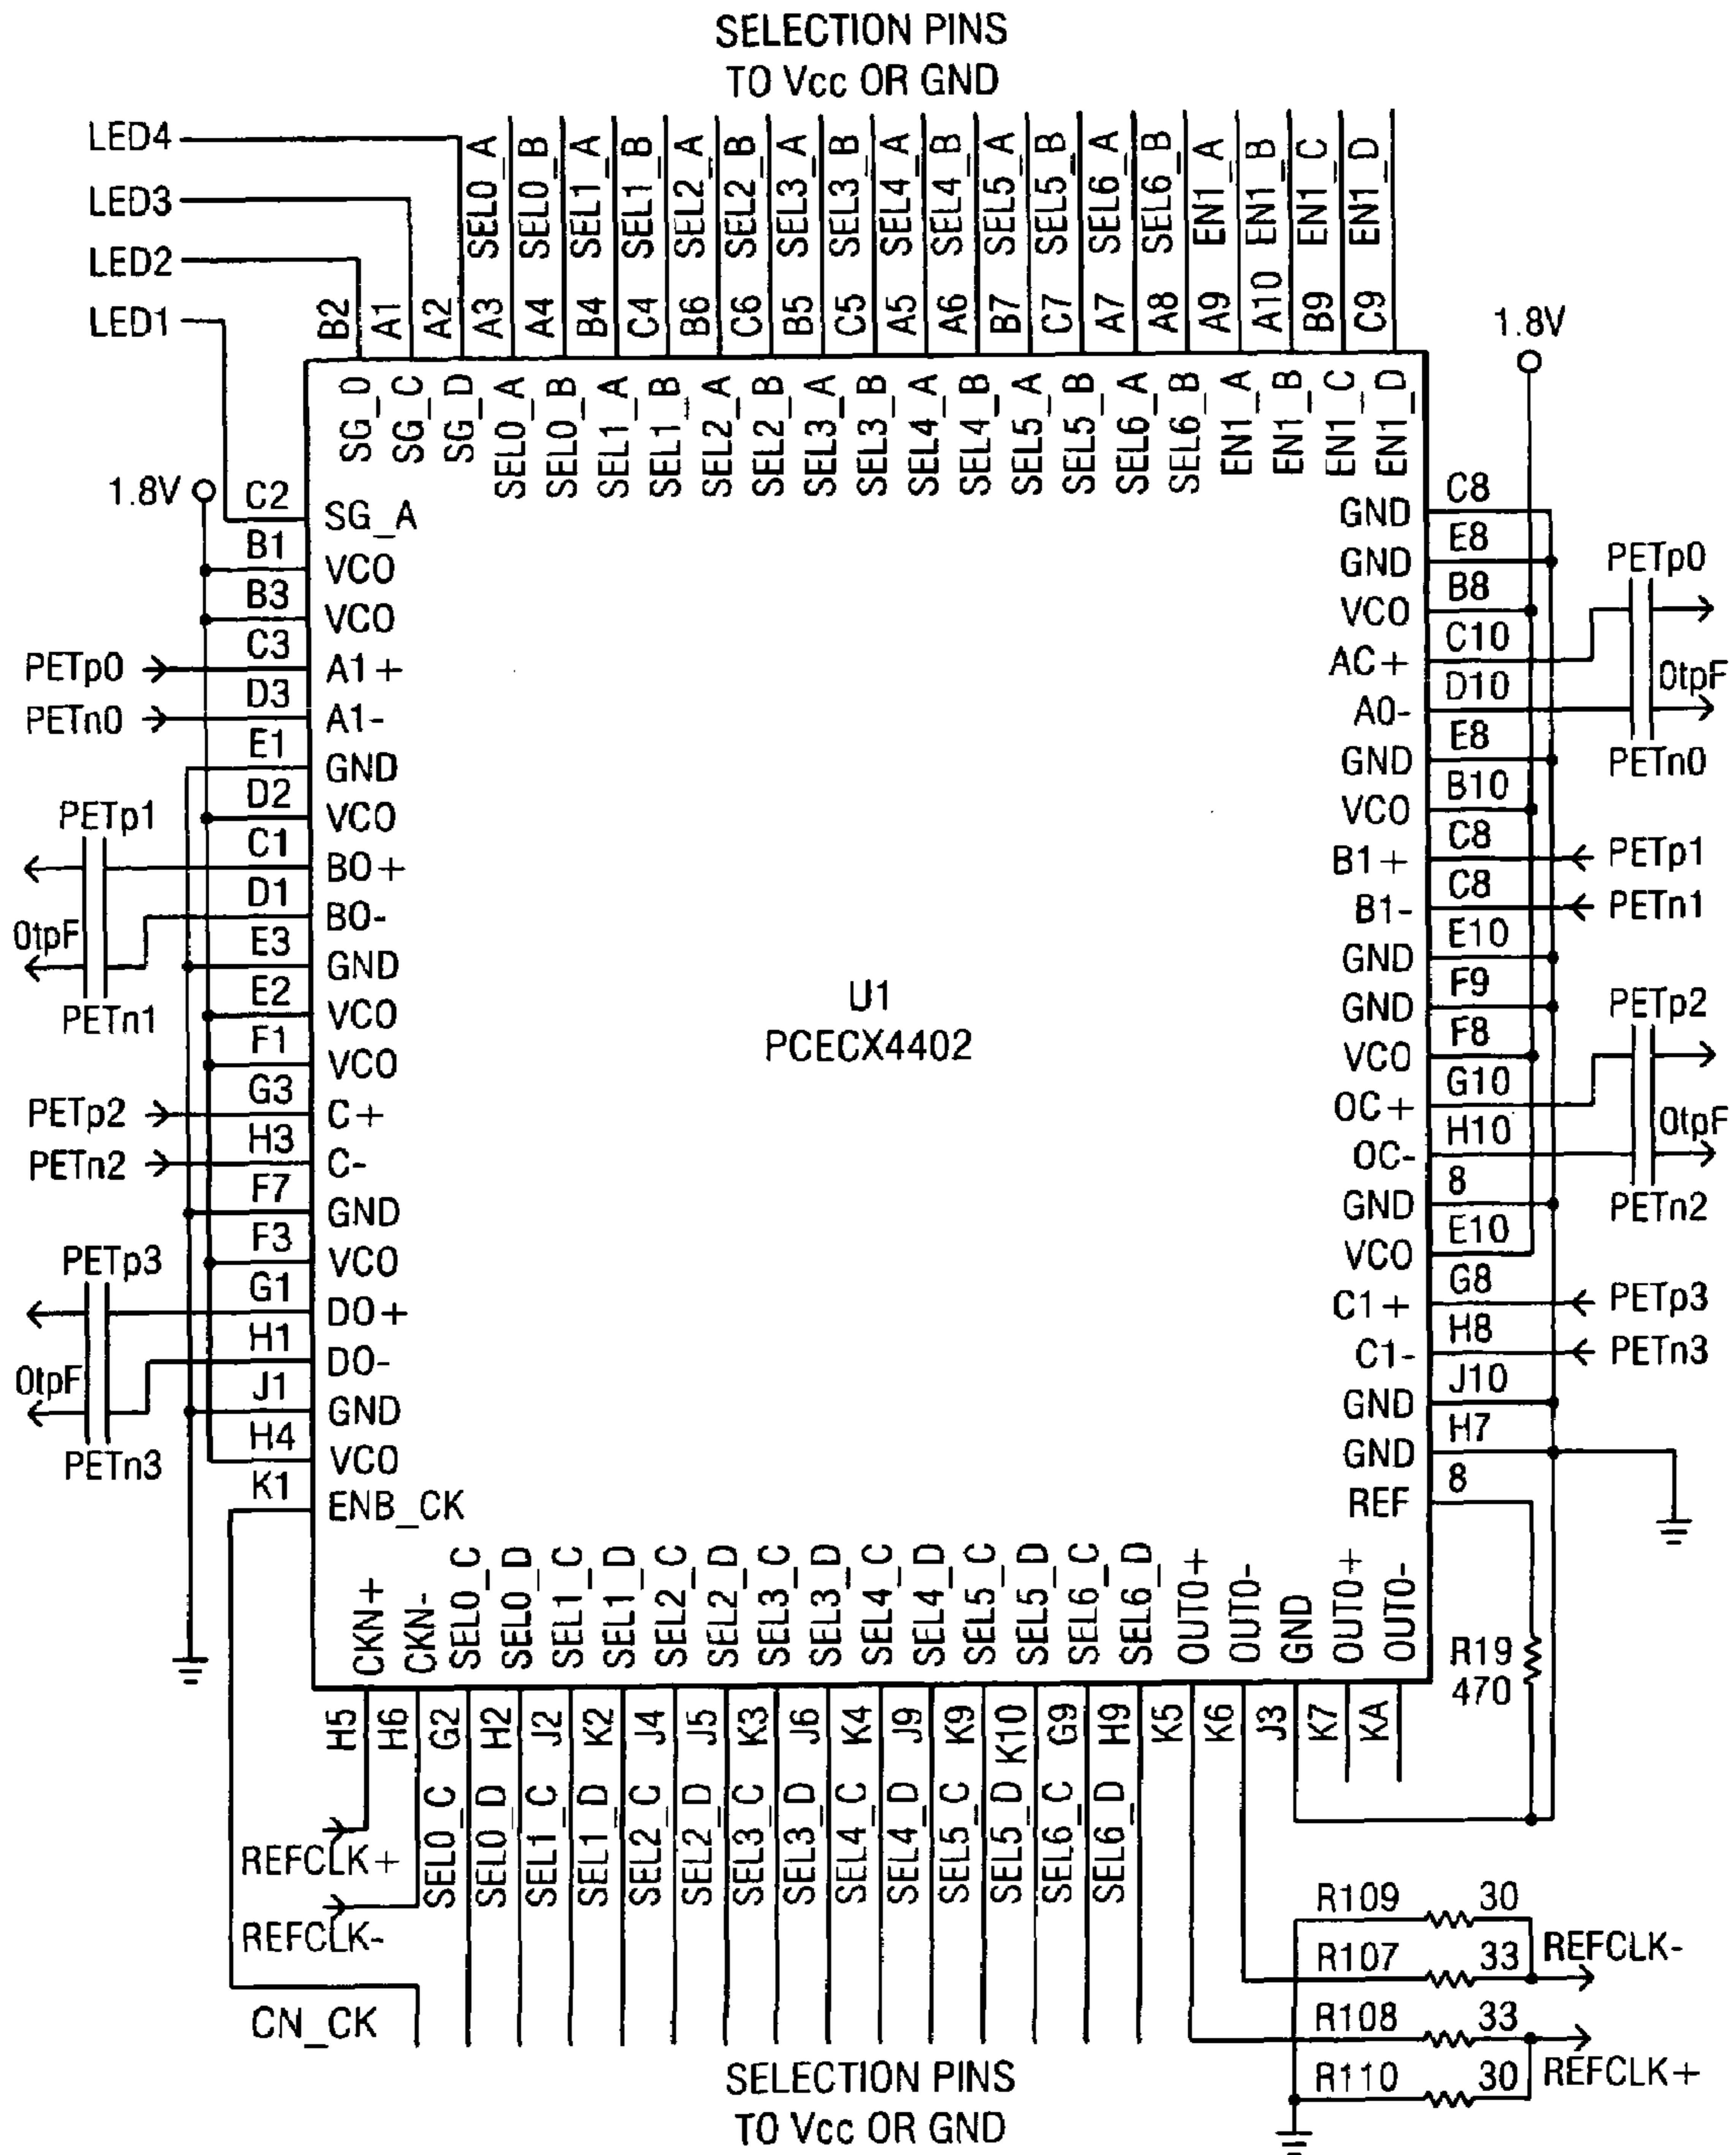 SELECTION PINS
TO Vcc OR GND
LED4
LED3
LED2
LED1
SEL0_A
SEL0_B
SEL1_A
SEL1_B
SEL2_A
SEL2_B
SEL3_A
SEL3_B
SEL4_A
SEL4_B
SEL5_A
SEL5_B
SEL6_A
SEL6_B
EN1_A
EN1_B
EN1_C
EN1_D
B2
A1
A2
A3
A4
B4
C4
B6
C6
B5
C5
A5
A6
B7
C7
A7
A8
A9
A10
B9
C9
SG_D
SG_C
SG_D
SEL0_A
SEL0_B
SEL1_A
SEL1_B
SEL2_A
SEL2_B
SEL3_A
SEL3_B
SEL4_A
SEL4_B
SEL5_A
SEL5_B
SEL6_A
SEL6_B
EN1_A
EN1_B
EN1_C
EN1_D
1.8V
C2 SG_A
B1 VCO
B3 VCO
PETp0 C3 A1+
PETn0 D3 A1-
E1 GND
D2 VCO
PETp1 C1 B0+
D1 B0-
0tpF
PETn1
E3 GND
E2 VCO
F1 VCO
PETp2 G3 C+
PETn2 H3 C-
F7 GND
F3 VCO
PETp3 G1 D0+
H1 D0-
0tpF
PETn3
J1 GND
H4 VCO
K1 ENB_CK
U1
PCECX4402
1.8V
GND C8
GND E8
VCO B8
AC+ C10 PETp0
A0- D10
0tpF
PETn0
GND E8
VCO B10
B1+ C8 PETp1
B1- C8 PETn1
GND E10
GND F9
VCO F8
OC+ G10 PETp2
OC- H10
0tpF
PETn2
GND 8
VCO E10
C1+ G8 PETp3
C1- H8 PETn3
GND J10
GND H7
REF 8
R19
470
CKN+
CKN-
SEL0_C
SEL0_D
SEL1_C
SEL1_D
SEL2_C
SEL2_D
SEL3_C
SEL3_D
SEL4_C
SEL4_D
SEL5_C
SEL5_D
SEL6_C
SEL6_D
OUT0+
OUT0-
GND
OUT0+
OUT0-
H5
H6
G2
H2
J2
K2
J4
J5
K3
J6
K4
J9
K9
K10
G9
H9
K5
K6
J3
K7
KA
REFCLK+
REFCLK-
CN_CK
SEL0_C
SEL0_D
SEL1_C
SEL1_D
SEL2_C
SEL2_D
SEL3_C
SEL3_D
SEL4_C
SEL4_D
SEL5_C
SEL5_D
SEL6_C
SEL6_D
R109 30
R107 33 REFCLK-
R108 33
R110 30 REFCLK+
SELECTION PINS
TO Vcc OR GND